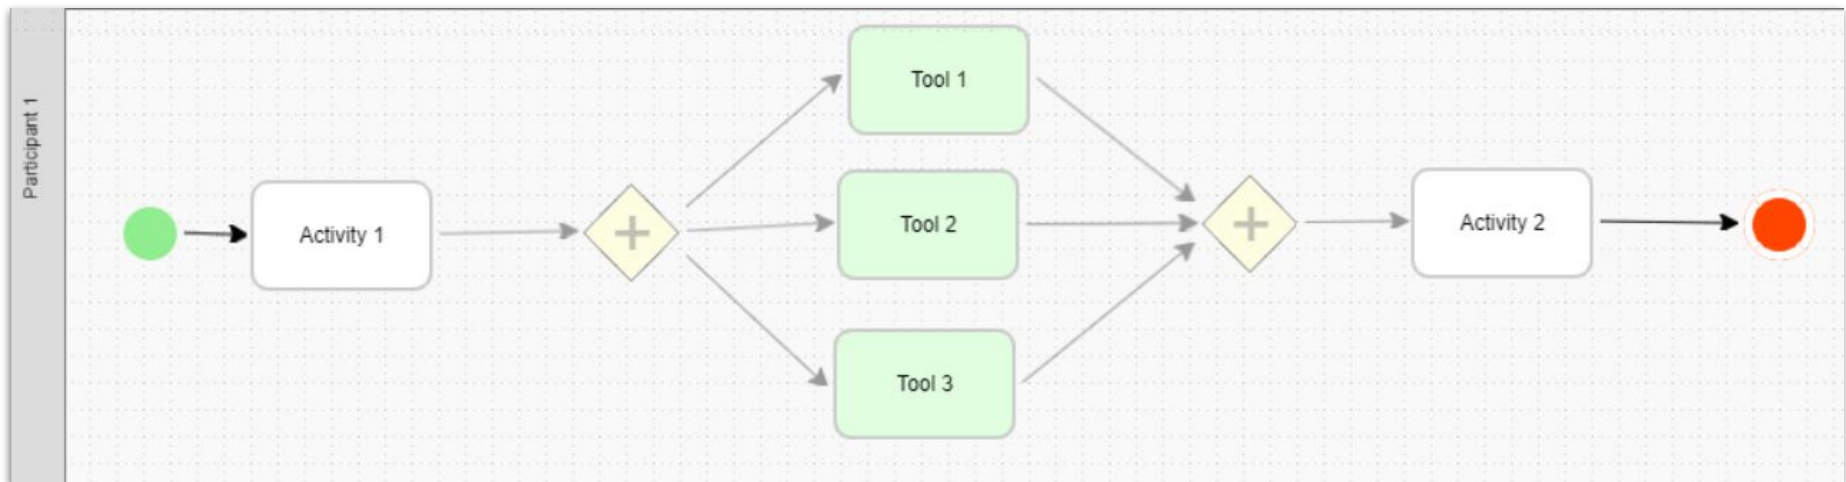 Participant 1
Activity 1
Tool 1
Tool 2
Tool 3
Activity 2